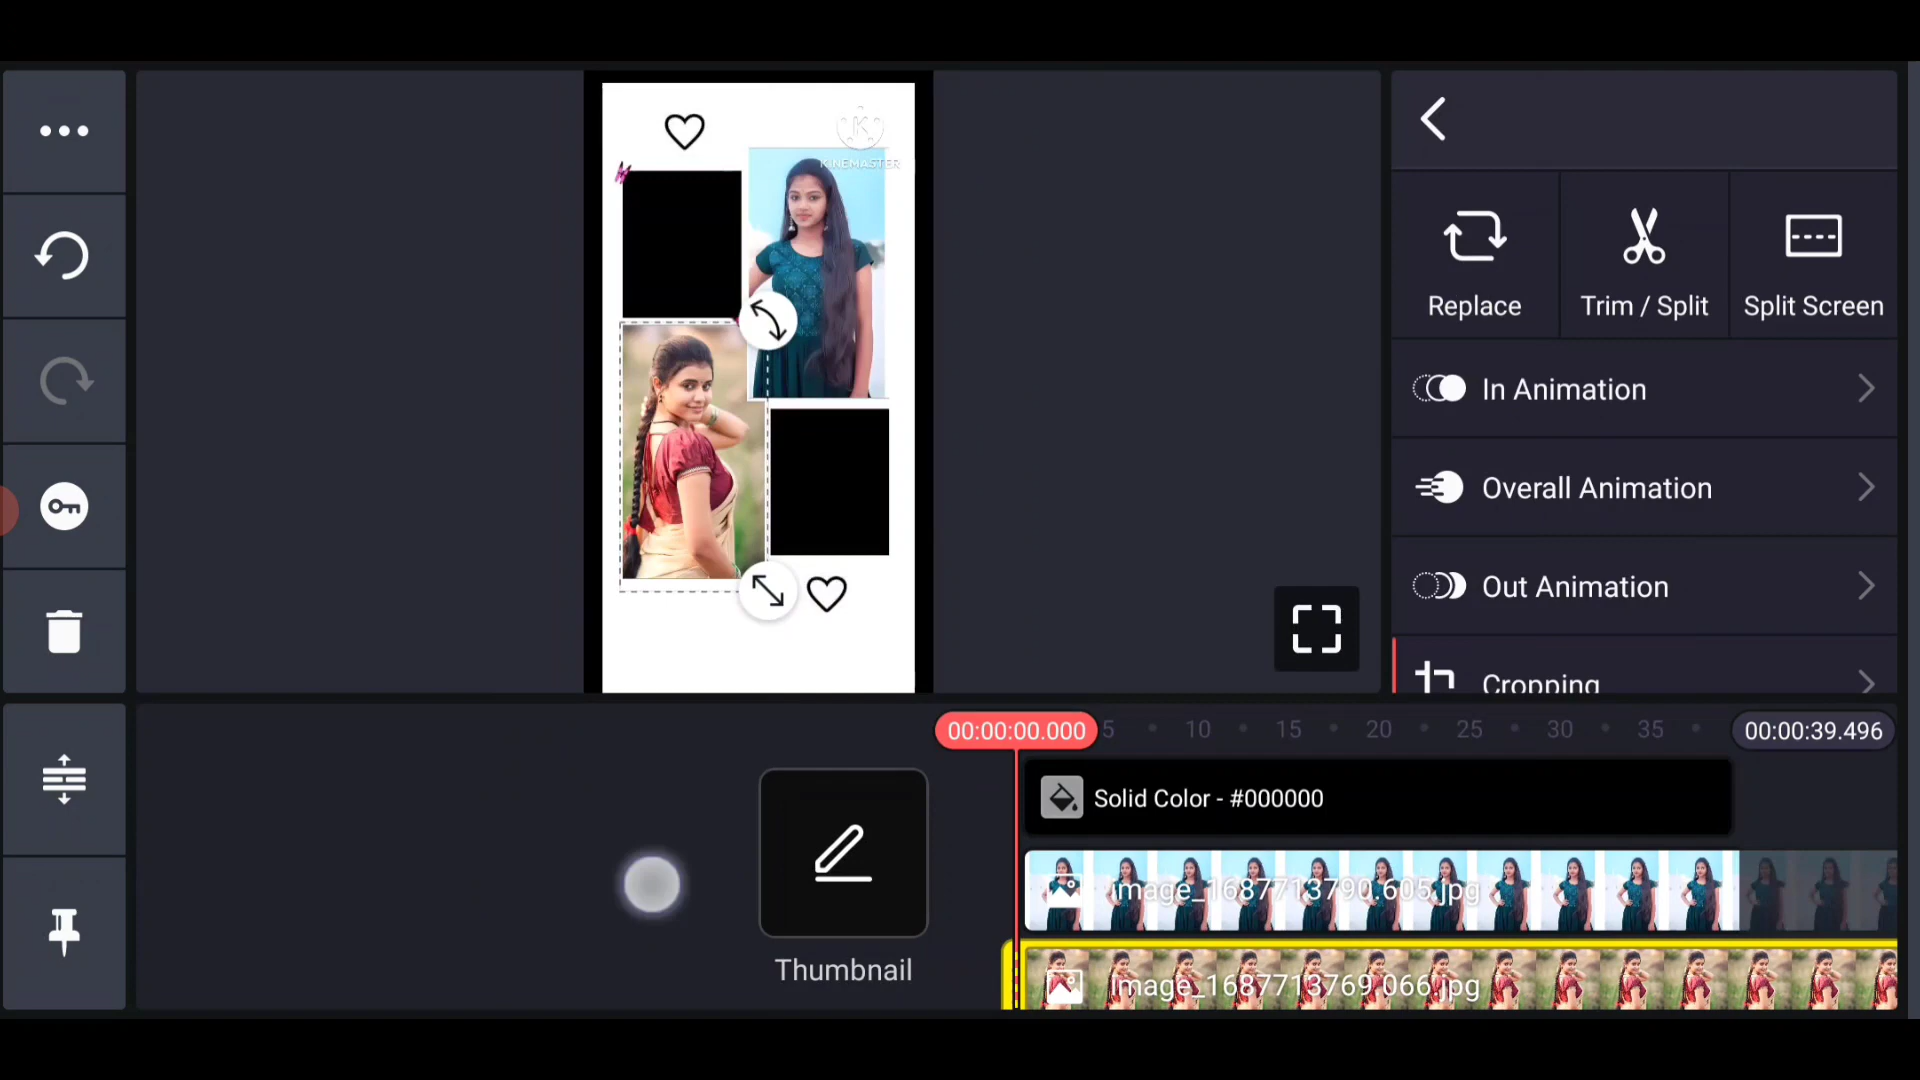 KINEMASTER
Replace
Trim / Split
Split Screen
In Animation
Overall Animation
Out Animation
Cropping
00:00:00.000
5
10
15
20
25
30
35
00:00:39.496
Solid Color - #000000
image_1687713790.605.jpg
image_1687713769.066.jpg
Thumbnail